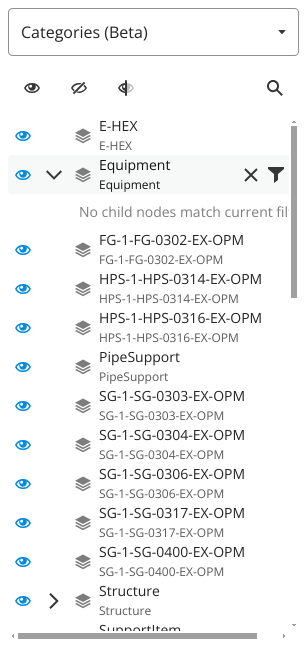 Categories (Beta)
E-HEX
E-HEX
Equipment
Equipment
No child nodes match current fil
FG-1-FG-0302-EX-OPM
FG-1-FG-0302-EX-OPM
HPS-1-HPS-0314-EX-OPM
HPS-1-HPS-0314-EX-OPM
HPS-1-HPS-0316-EX-OPM
HPS-1-HPS-0316-EX-OPM
PipeSupport
PipeSupport
SG-1-SG-0303-EX-OPM
SG-1-SG-0303-EX-OPM
SG-1-SG-0304-EX-OPM
SG-1-SG-0304-EX-OPM
SG-1-SG-0306-EX-OPM
SG-1-SG-0306-EX-OPM
SG-1-SG-0317-EX-OPM
SG-1-SG-0317-EX-OPM
SG-1-SG-0400-EX-OPM
SG-1-SG-0400-EX-OPM
Structure
Structure
SupportItem